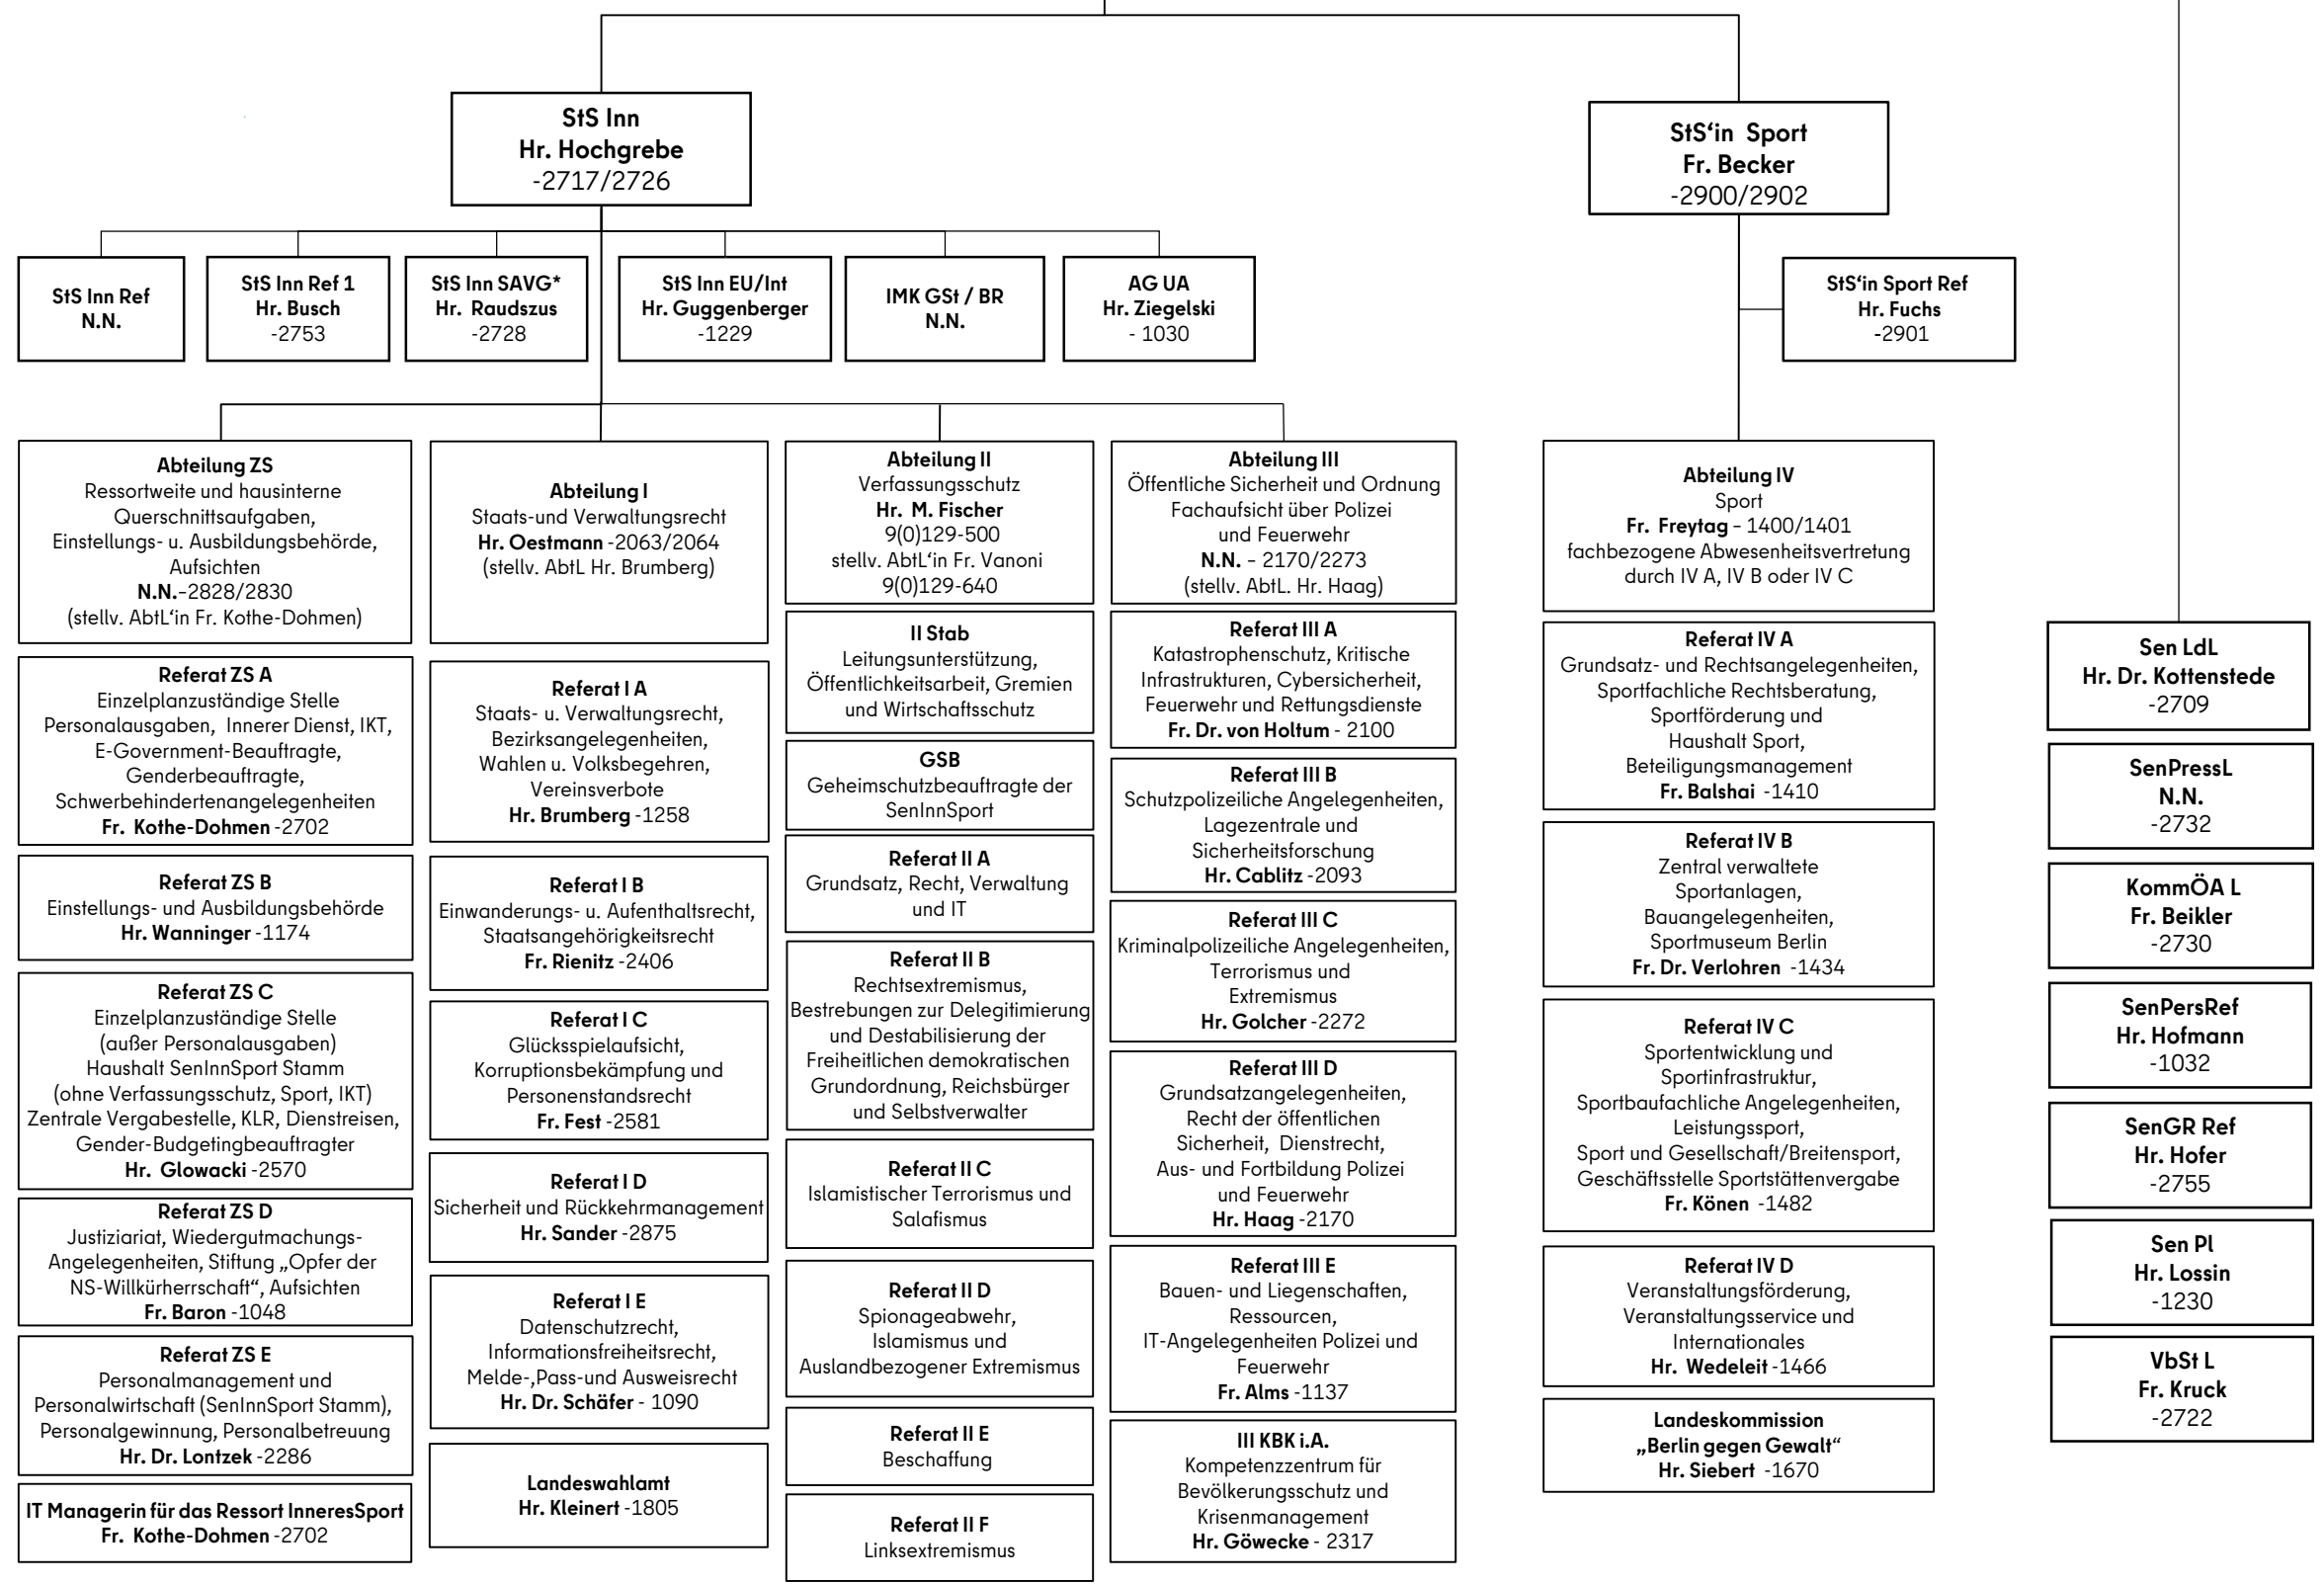 StS Inn
Hr. Hochgrebe
-2717/2726
StS‘in Sport
Fr. Becker
-2900/2902
StS Inn Ref
N.N.
StS Inn Ref 1
Hr. Busch
-2753
StS Inn SAVG*
Hr. Raudszus
-2728
StS Inn EU/Int
Hr. Guggenberger
-1229
IMK GSt / BR
N.N.
AG UA
Hr. Ziegelski
- 1030
StS‘in Sport Ref
Hr. Fuchs
-2901
Abteilung ZS
Ressortweite und hausinterne
Querschnittsaufgaben,
Einstellungs- u. Ausbildungsbehörde,
Aufsichten
N.N.-2828/2830
(stellv. AbtL‘in Fr. Kothe-Dohmen)
Referat ZS A
Einzelplanzuständige Stelle
Personalausgaben, Innerer Dienst, IKT,
E-Government-Beauftragte,
Genderbeauftragte,
Schwerbehindertenangelegenheiten
Fr. Kothe-Dohmen -2702
Referat ZS B
Einstellungs- und Ausbildungsbehörde
Hr. Wanninger -1174
Referat ZS C
Einzelplanzuständige Stelle
(außer Personalausgaben)
Haushalt SenInnSport Stamm
(ohne Verfassungsschutz, Sport, IKT)
Zentrale Vergabestelle, KLR, Dienstreisen,
Gender-Budgetingbeauftragter
Hr. Glowacki -2570
Referat ZS D
Justiziariat, Wiedergutmachungs-
Angelegenheiten, Stiftung „Opfer der
NS-Willkürherrschaft“, Aufsichten
Fr. Baron -1048
Referat ZS E
Personalmanagement und
Personalwirtschaft (SenInnSport Stamm),
Personalgewinnung, Personalbetreuung
Hr. Dr. Lontzek -2286
IT Managerin für das Ressort InneresSport
Fr. Kothe-Dohmen -2702
Abteilung I
Staats-und Verwaltungsrecht
Hr. Oestmann -2063/2064
(stellv. AbtL Hr. Brumberg)
Referat I A
Staats- u. Verwaltungsrecht,
Bezirksangelegenheiten,
Wahlen u. Volksbegehren,
Vereinsverbote
Hr. Brumberg -1258
Referat I B
Einwanderungs- u. Aufenthaltsrecht,
Staatsangehörigkeitsrecht
Fr. Rienitz -2406
Referat I C
Glücksspielaufsicht,
Korruptionsbekämpfung und
Personenstandsrecht
Fr. Fest -2581
Referat I D
Sicherheit und Rückkehrmanagement
Hr. Sander -2875
Referat I E
Datenschutzrecht,
Informationsfreiheitsrecht,
Melde-,Pass-und Ausweisrecht
Hr. Dr. Schäfer - 1090
Landeswahlamt
Hr. Kleinert -1805
Abteilung II
Verfassungsschutz
Hr. M. Fischer
9(0)129-500
stellv. AbtL‘in Fr. Vanoni
9(0)129-640
II Stab
Leitungsunterstützung,
Öffentlichkeitsarbeit, Gremien
und Wirtschaftsschutz
GSB
Geheimschutzbeauftragte der
SenInnSport
Referat II A
Grundsatz, Recht, Verwaltung
und IT
Referat II B
Rechtsextremismus,
Bestrebungen zur Delegitimierung
und Destabilisierung der
Freiheitlichen demokratischen
Grundordnung, Reichsbürger
und Selbstverwalter
Referat II C
Islamistischer Terrorismus und
Salafismus
Referat II D
Spionageabwehr,
Islamismus und
Auslandbezogener Extremismus
Referat II E
Beschaffung
Referat II F
Linksextremismus
Abteilung III
Öffentliche Sicherheit und Ordnung
Fachaufsicht über Polizei
und Feuerwehr
N.N. – 2170/2273
(stellv. AbtL. Hr. Haag)
Referat III A
Katastrophenschutz, Kritische
Infrastrukturen, Cybersicherheit,
Feuerwehr und Rettungsdienste
Fr. Dr. von Holtum - 2100
Referat III B
Schutzpolizeiliche Angelegenheiten,
Lagezentrale und
Sicherheitsforschung
Hr. Cablitz -2093
Referat III C
Kriminalpolizeiliche Angelegenheiten,
Terrorismus und
Extremismus
Hr. Golcher -2272
Referat III D
Grundsatzangelegenheiten,
Recht der öffentlichen
Sicherheit, Dienstrecht,
Aus- und Fortbildung Polizei
und Feuerwehr
Hr. Haag -2170
Referat III E
Bauen- und Liegenschaften,
Ressourcen,
IT-Angelegenheiten Polizei und
Feuerwehr
Fr. Alms -1137
III KBK i.A.
Kompetenzzentrum für
Bevölkerungsschutz und
Krisenmanagement
Hr. Göwecke - 2317
Abteilung IV
Sport
Fr. Freytag – 1400/1401
fachbezogene Abwesenheitsvertretung
durch IV A, IV B oder IV C
Referat IV A
Grundsatz- und Rechtsangelegenheiten,
Sportfachliche Rechtsberatung,
Sportförderung und
Haushalt Sport,
Beteiligungsmanagement
Fr. Balshai -1410
Referat IV B
Zentral verwaltete
Sportanlagen,
Bauangelegenheiten,
Sportmuseum Berlin
Fr. Dr. Verlohren -1434
Referat IV C
Sportentwicklung und
Sportinfrastruktur,
Sportbaufachliche Angelegenheiten,
Leistungssport,
Sport und Gesellschaft/Breitensport,
Geschäftsstelle Sportstättenvergabe
Fr. Könen -1482
Referat IV D
Veranstaltungsförderung,
Veranstaltungsservice und
Internationales
Hr. Wedeleit -1466
Landeskommission
„Berlin gegen Gewalt“
Hr. Siebert -1670
Sen LdL
Hr. Dr. Kottenstede
-2709
SenPressL
N.N.
-2732
KommÖA L
Fr. Beikler
-2730
SenPersRef
Hr. Hofmann
-1032
SenGR Ref
Hr. Hofer
-2755
Sen Pl
Hr. Lossin
-1230
VbSt L
Fr. Kruck
-2722